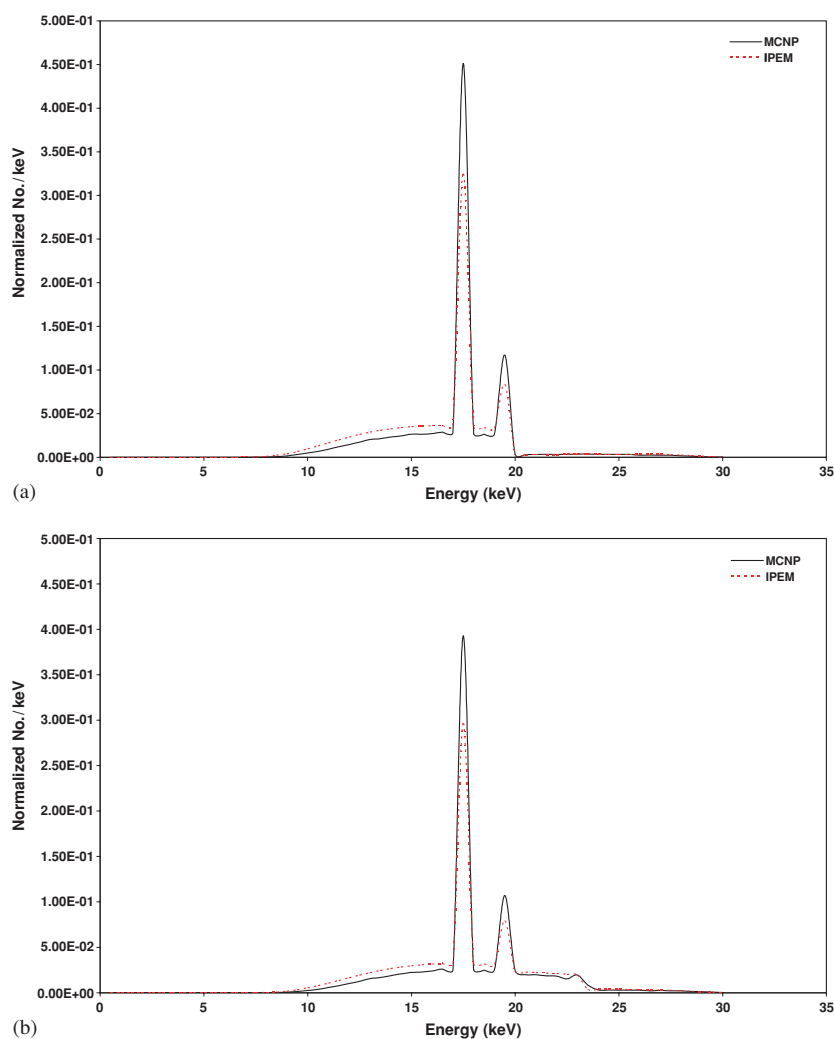 5.00E-01
4.50E-01
4.00E-01
3.50E-01
3.00E-01
2.50E-01
2.00E-01
1.50E-01
1.00E-01
5.00E-02
0.00E+00
Normalized No./keV
MCNP
IPEM
0 5 10 15 20 25 30 35
Energy (keV)
(a)
5.00E-01
4.50E-01
4.00E-01
3.50E-01
3.00E-01
2.50E-01
2.00E-01
1.50E-01
1.00E-01
5.00E-02
0.00E+00
Normalized No./keV
MCNP
IPEM
0 5 10 15 20 25 30 35
Energy (keV)
(b)